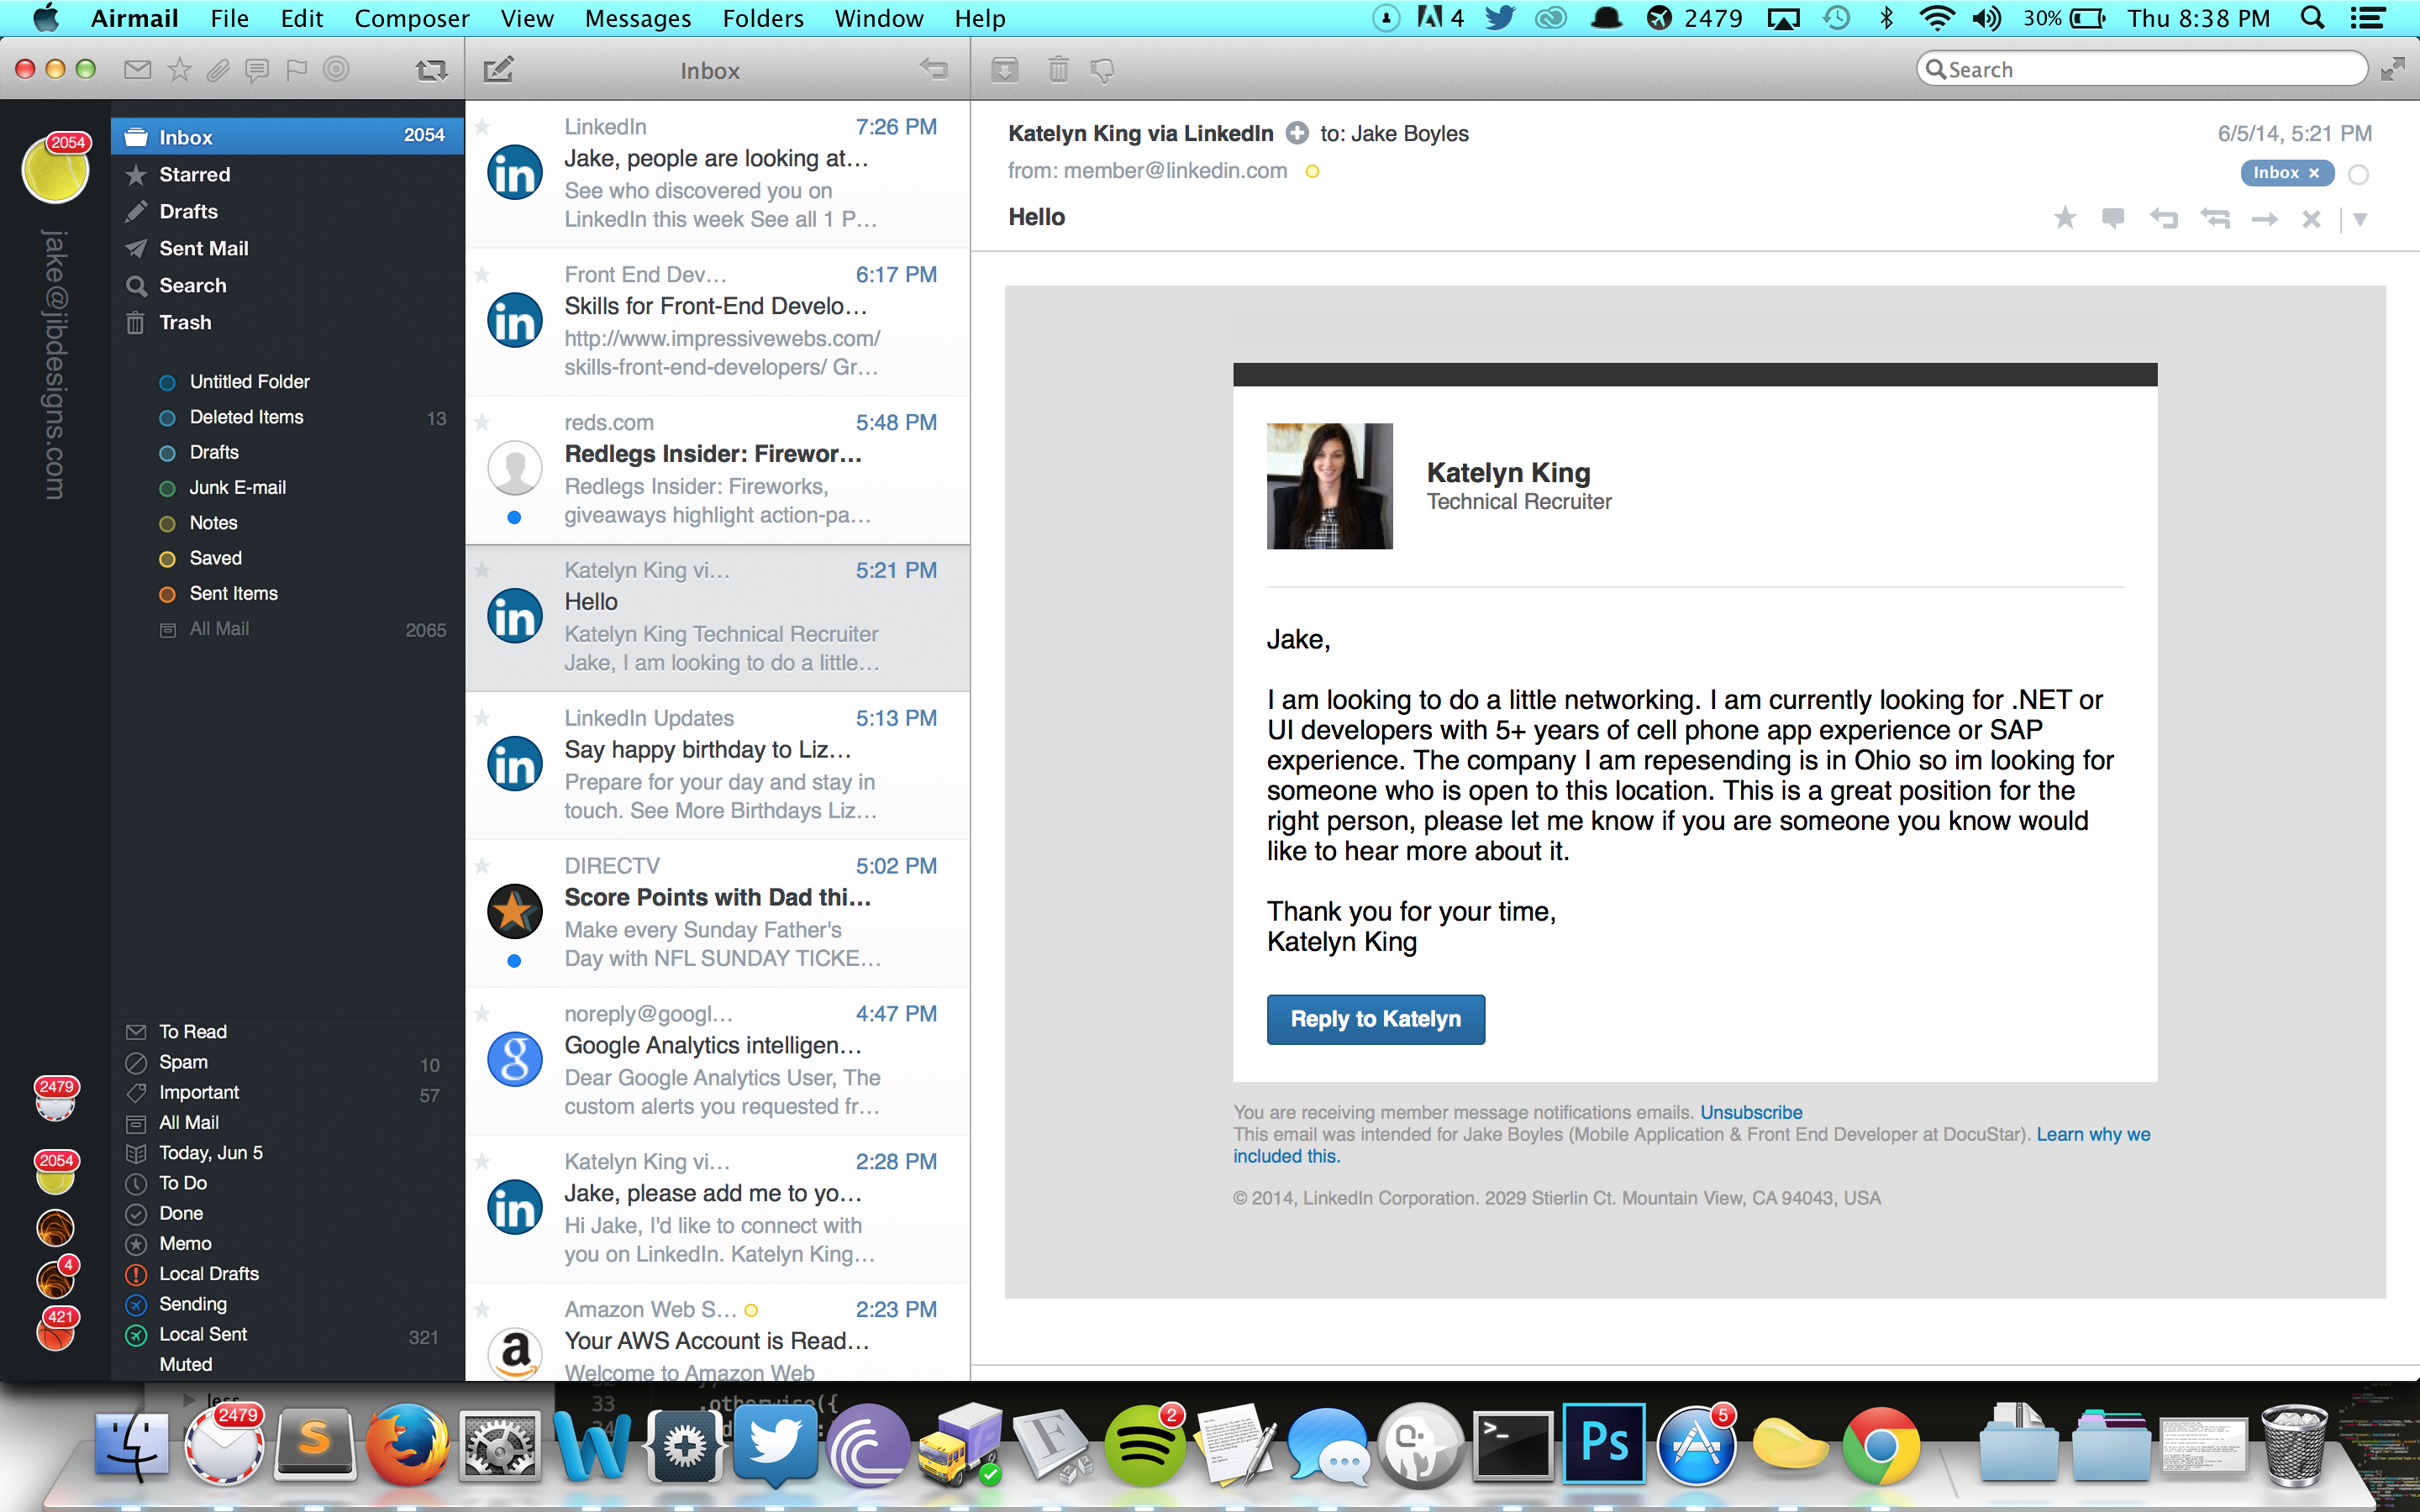 Airmail File Edit Composer View Messages Folders Window Help 4 2479 30% Thu 8:38 PM
Inbox
Search
2054
jake@jibdesigns.com
Inbox 2054
Starred
Drafts
Sent Mail
Search
Trash
Untitled Folder
Deleted Items 13
Drafts
Junk E-mail
Notes
Saved
Sent Items
All Mail 2065
To Read
Spam 10
Important 57
All Mail
Today, Jun 5
To Do
Done
Memo
Local Drafts
Sending
Local Sent 321
Muted
2479
2054
4
421
LinkedIn 7:26 PM
Jake, people are looking at...
See who discovered you on
LinkedIn this week See all 1 P...
Front End Dev... 6:17 PM
Skills for Front-End Develo...
http://www.impressivewebs.com/
skills-front-end-developers/ Gr...
reds.com 5:48 PM
Redlegs Insider: Firewor...
Redlegs Insider: Fireworks,
giveaways highlight action-pa...
Katelyn King vi... 5:21 PM
Hello
Katelyn King Technical Recruiter
Jake, I am looking to do a little...
LinkedIn Updates 5:13 PM
Say happy birthday to Liz...
Prepare for your day and stay in
touch. See More Birthdays Liz...
DIRECTV 5:02 PM
Score Points with Dad thi...
Make every Sunday Father's
Day with NFL SUNDAY TICKE...
noreply@googl... 4:47 PM
Google Analytics intelligen...
Dear Google Analytics User, The
custom alerts you requested fr...
Katelyn King vi... 2:28 PM
Jake, please add me to yo...
Hi Jake, I'd like to connect with
you on LinkedIn. Katelyn King...
Amazon Web S... 2:23 PM
Your AWS Account is Read...
Welcome to Amazon Web
Katelyn King via LinkedIn to: Jake Boyles 6/5/14, 5:21 PM
from: member@linkedin.com Inbox ×
Hello
Katelyn King
Technical Recruiter
Jake,
I am looking to do a little networking. I am currently looking for .NET or
UI developers with 5+ years of cell phone app experience or SAP
experience. The company I am repesending is in Ohio so im looking for
someone who is open to this location. This is a great position for the
right person, please let me know if you are someone you know would
like to hear more about it.
Thank you for your time,
Katelyn King
Reply to Katelyn
You are receiving member message notifications emails. Unsubscribe
This email was intended for Jake Boyles (Mobile Application & Front End Developer at DocuStar). Learn why we
included this.
© 2014, LinkedIn Corporation. 2029 Stierlin Ct. Mountain View, CA 94043, USA
less
33 .otherwise({
2479
2
Ps
5